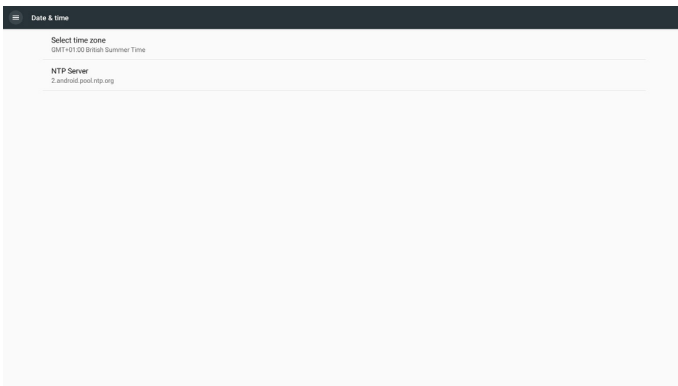 Date & time
Select time zone
GMT+01:00 British Summer Time
NTP Server
2.android.pool.ntp.org